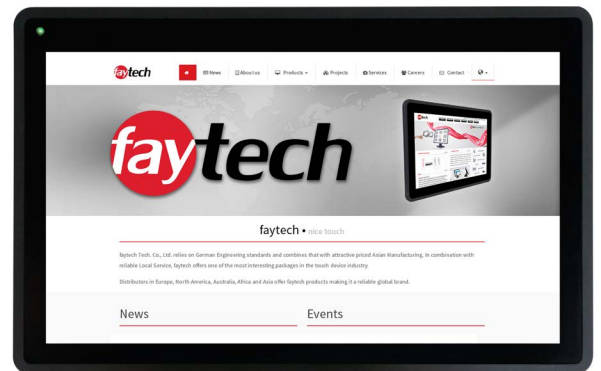 faytech
News
About us
Products
Projects
Services
Careers
Contact
faytech
faytech • nice touch
faytech Tech. Co., Ltd. relies on German Engineering standards and combines that with attractive priced Asian Manufacturing. In combination with
reliable Local Service, faytech offers one of the most interesting packages in the touch device industry.
Distributors in Europe, North America, Australia, Africa and Asia offer faytech products making it a reliable global brand.
News
Events